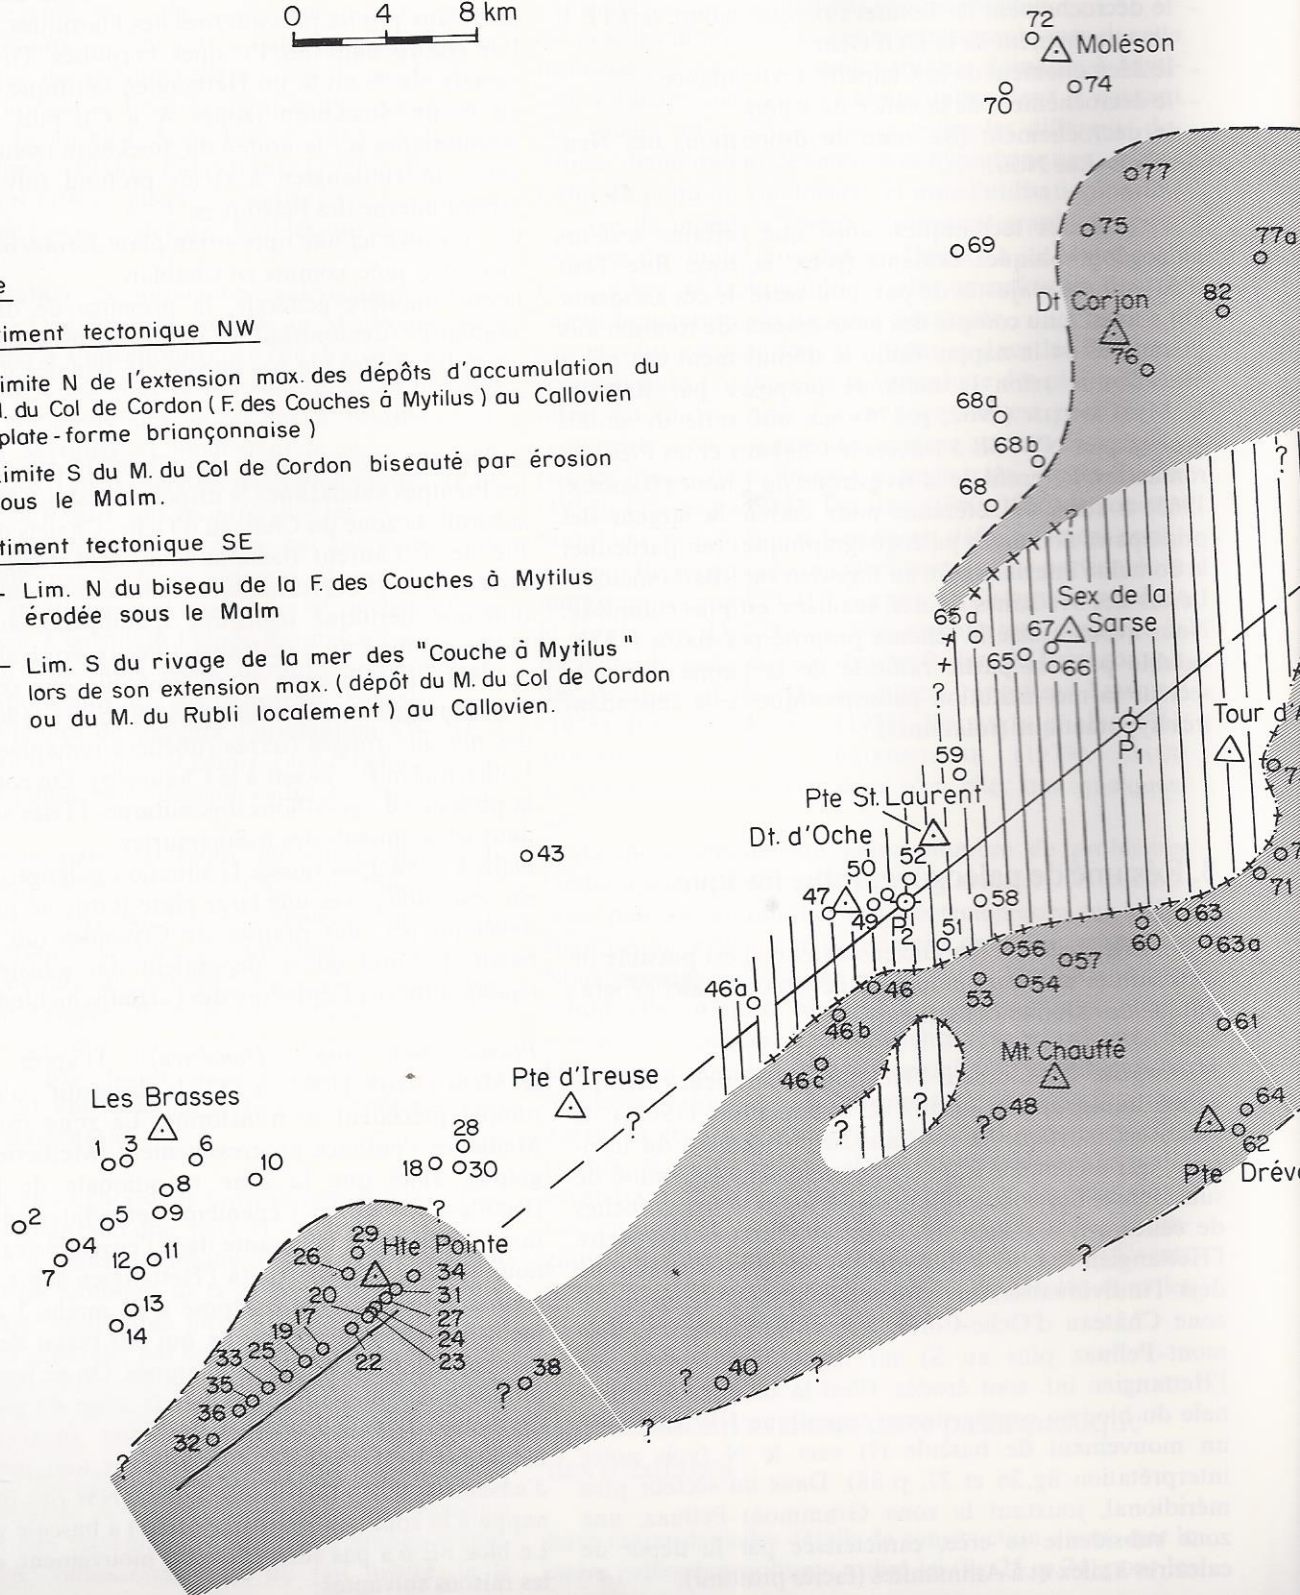 0 4 8 km
72
Moléson
70
74
77
75
69
77a
82
Dt Corjon
76
68a
68b
68
?
?
e
timent tectonique NW
imite N de l'extension max. des dépôts d'accumulation du
M. du Col de Cordon (F. des Couches à Mytilus) au Callovien
plate-forme briançonnaise)
imite S du M. du Col de Cordon biseauté par érosion
ous le Malm.
timent tectonique SE
Lim. N du biseau de la F. des Couches à Mytilus
érodée sous le Malm
Lim. S du rivage de la mer des "Couche à Mytilus"
lors de son extension max. (dépôt du M. du Col de Cordon
ou du M. du Rubli localement) au Callovien.
65a
Sex de la
Sarse
67
65
66
?
Tour d'A
P1
7
59
Pte St. Laurent
Dt. d'Oche
43
50
52
47
49
P2
58
51
7
71
63
60
63a
56
57
46a
46
53
54
46b
61
46c
Mt. Chauffé
?
?
?
48
64
62
Pte Dréve
Pte d'Ireuse
?
Les Brasses
1
3
6
8
10
2
5
9
4
7
12
11
13
14
28
18
30
?
29
Hte Pointe
26
34
20
31
17
27
19
24
25
22
23
33
35
36
32
?
?
38
?
40
?
?
?